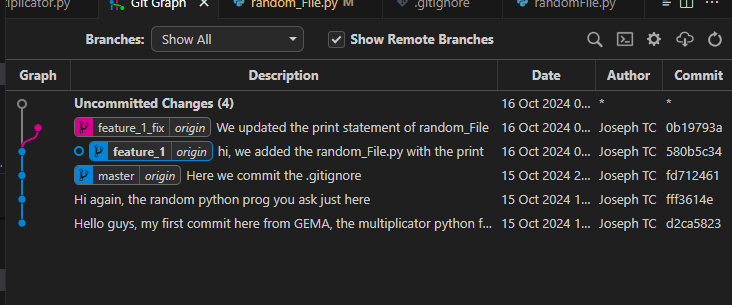 tiplicator.py Git Graph X random_File.py M .gitignore randomFile.py
Branches: Show All Show Remote Branches
Graph Description Date Author Commit
Uncommitted Changes (4) 16 Oct 2024 0... * *
feature_1_fix origin We updated the print statement of random_File 16 Oct 2024 0... Joseph TC 0b19793a
feature_1 origin hi, we added the random_File.py with the print 16 Oct 2024 0... Joseph TC 580b5c34
master origin Here we commit the .gitignore 15 Oct 2024 2... Joseph TC fd712461
Hi again, the random python prog you ask just here 15 Oct 2024 1... Joseph TC fff3614e
Hello guys, my first commit here from GEMA, the multiplicator python f... 15 Oct 2024 1... Joseph TC d2ca5823